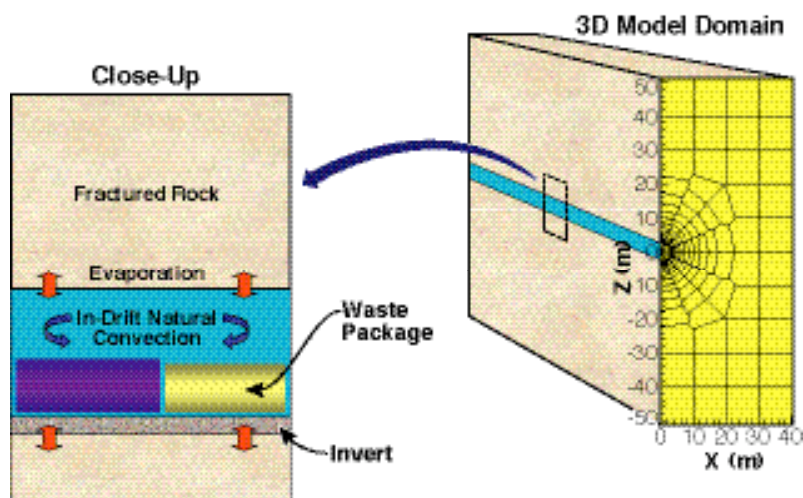 3D Model Domain
Close-Up
Fractured Rock
Evaporation
In-Drift Natural
Convection
Waste
Package
Invert
50
40
30
20
10
0
-10
-20
-30
-40
-50
Z (m)
0 10 20 30 40
X (m)